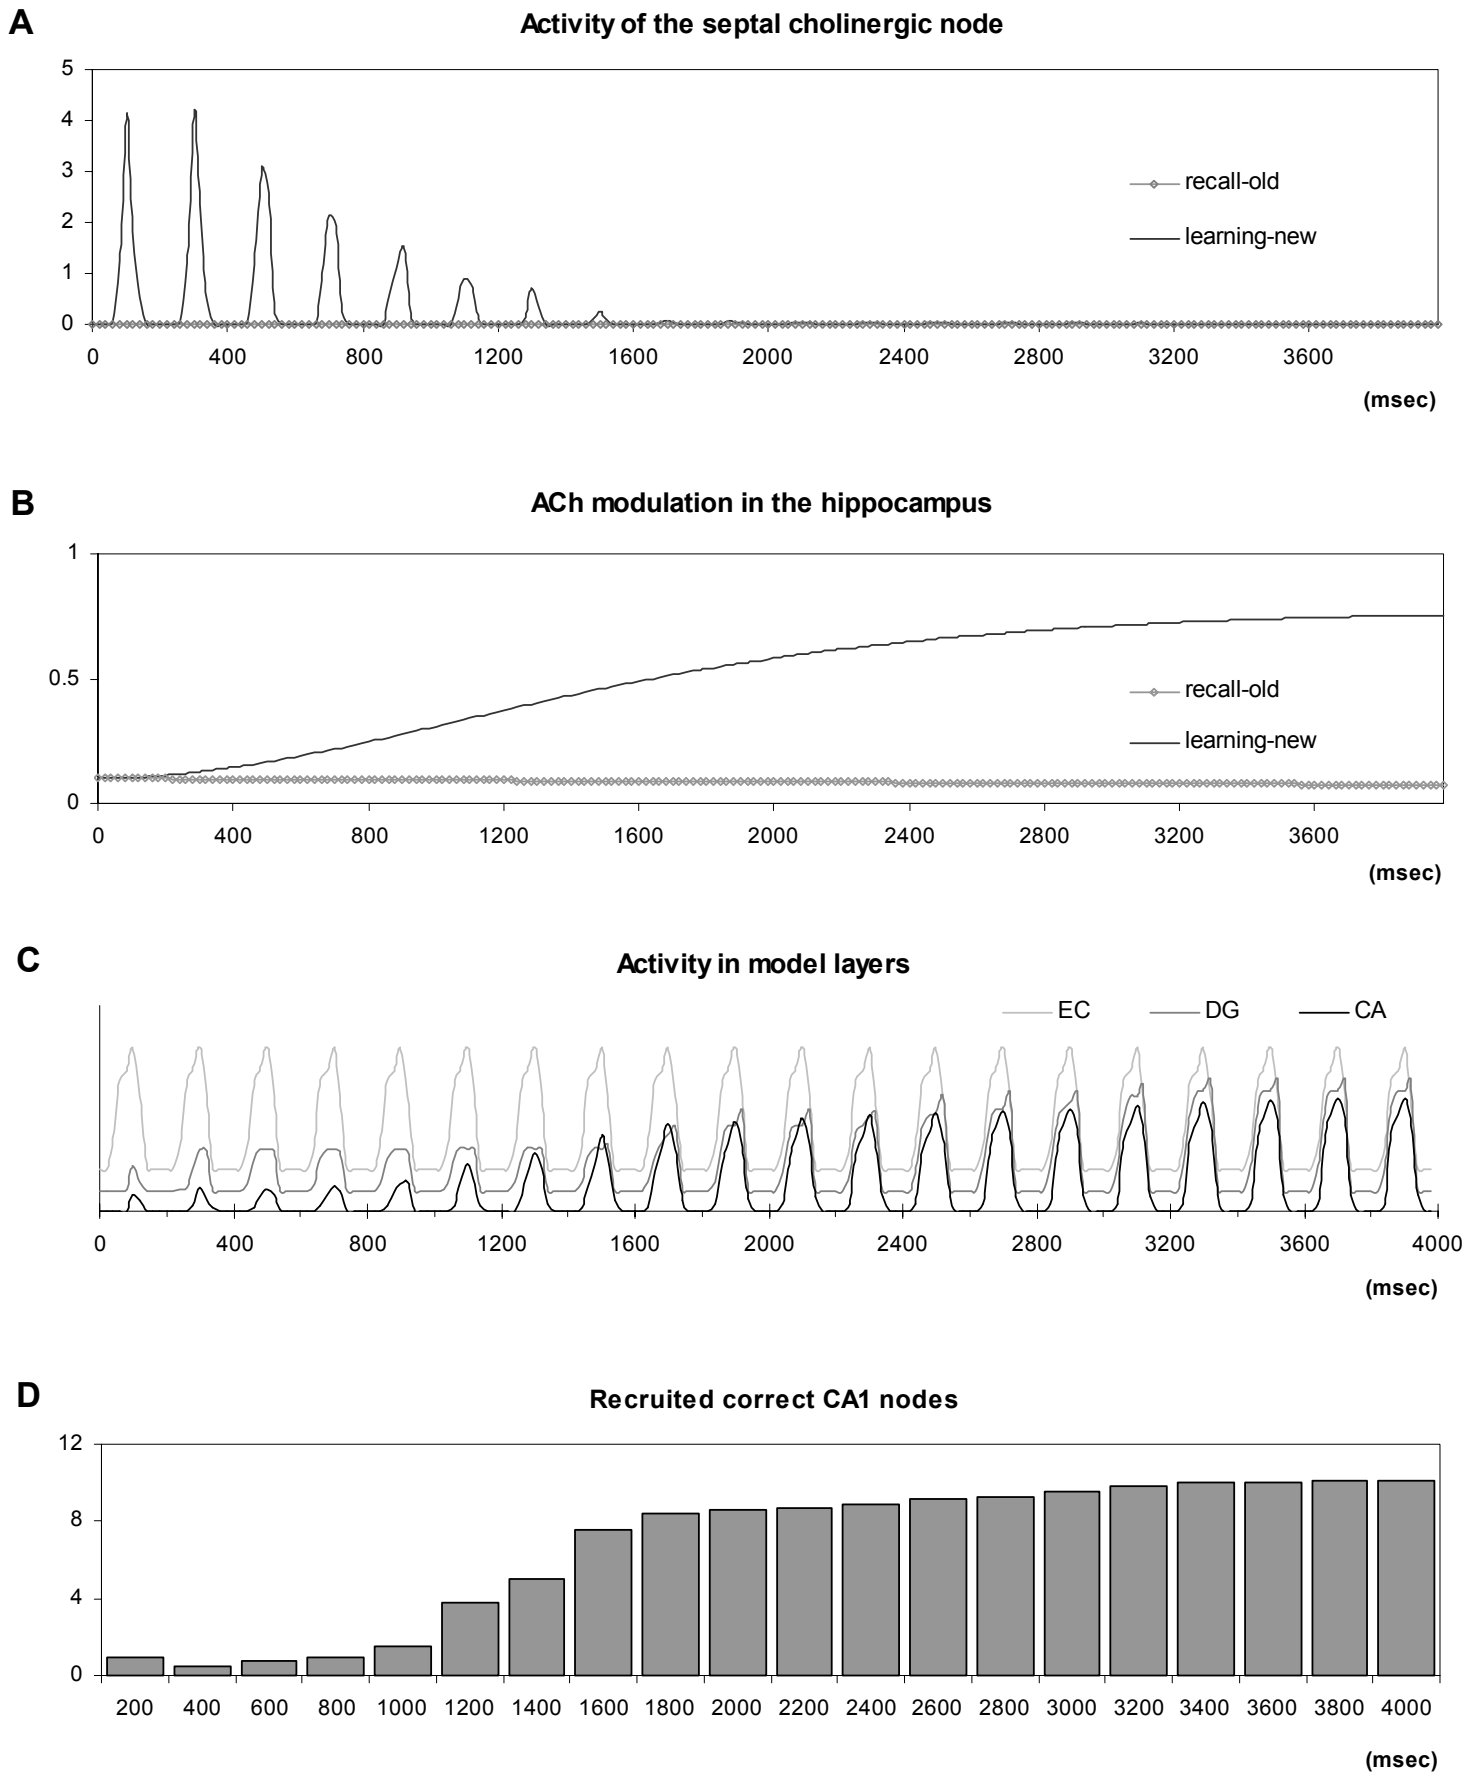 A
Activity of the septal cholinergic node
5
4
3
2
1
0
recall-old
learning-new
0 400 800 1200 1600 2000 2400 2800 3200 3600
(msec)
B
ACh modulation in the hippocampus
1
0.5
0
recall-old
learning-new
0 400 800 1200 1600 2000 2400 2800 3200 3600
(msec)
C
Activity in model layers
EC DG CA
0 400 800 1200 1600 2000 2400 2800 3200 3600 4000
(msec)
D
Recruited correct CA1 nodes
12
8
4
0
200 400 600 800 1000 1200 1400 1600 1800 2000 2200 2400 2600 2800 3000 3200 3400 3600 3800 4000
(msec)